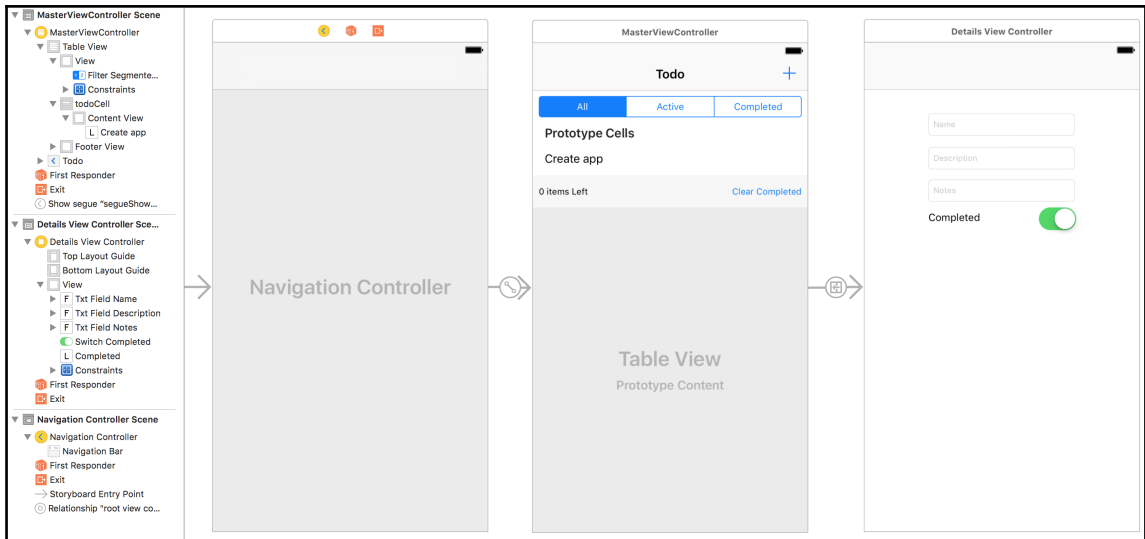 MasterViewController Scene
MasterViewController
Table View
View
Filter Segmente...
Constraints
todoCell
Content View
L Create app
Footer View
Todo
First Responder
Exit
Show segue "segueShow...
Details View Controller Sce...
Details View Controller
Top Layout Guide
Bottom Layout Guide
View
F Txt Field Name
F Txt Field Description
F Txt Field Notes
Switch Completed
L Completed
Constraints
First Responder
Exit
Navigation Controller Scene
Navigation Controller
Navigation Bar
First Responder
Exit
Storyboard Entry Point
Relationship "root view co...
Navigation Controller
MasterViewController
Todo +
All Active Completed
Prototype Cells
Create app
0 items Left Clear Completed
Table View
Prototype Content
Details View Controller
Name
Description
Notes
Completed